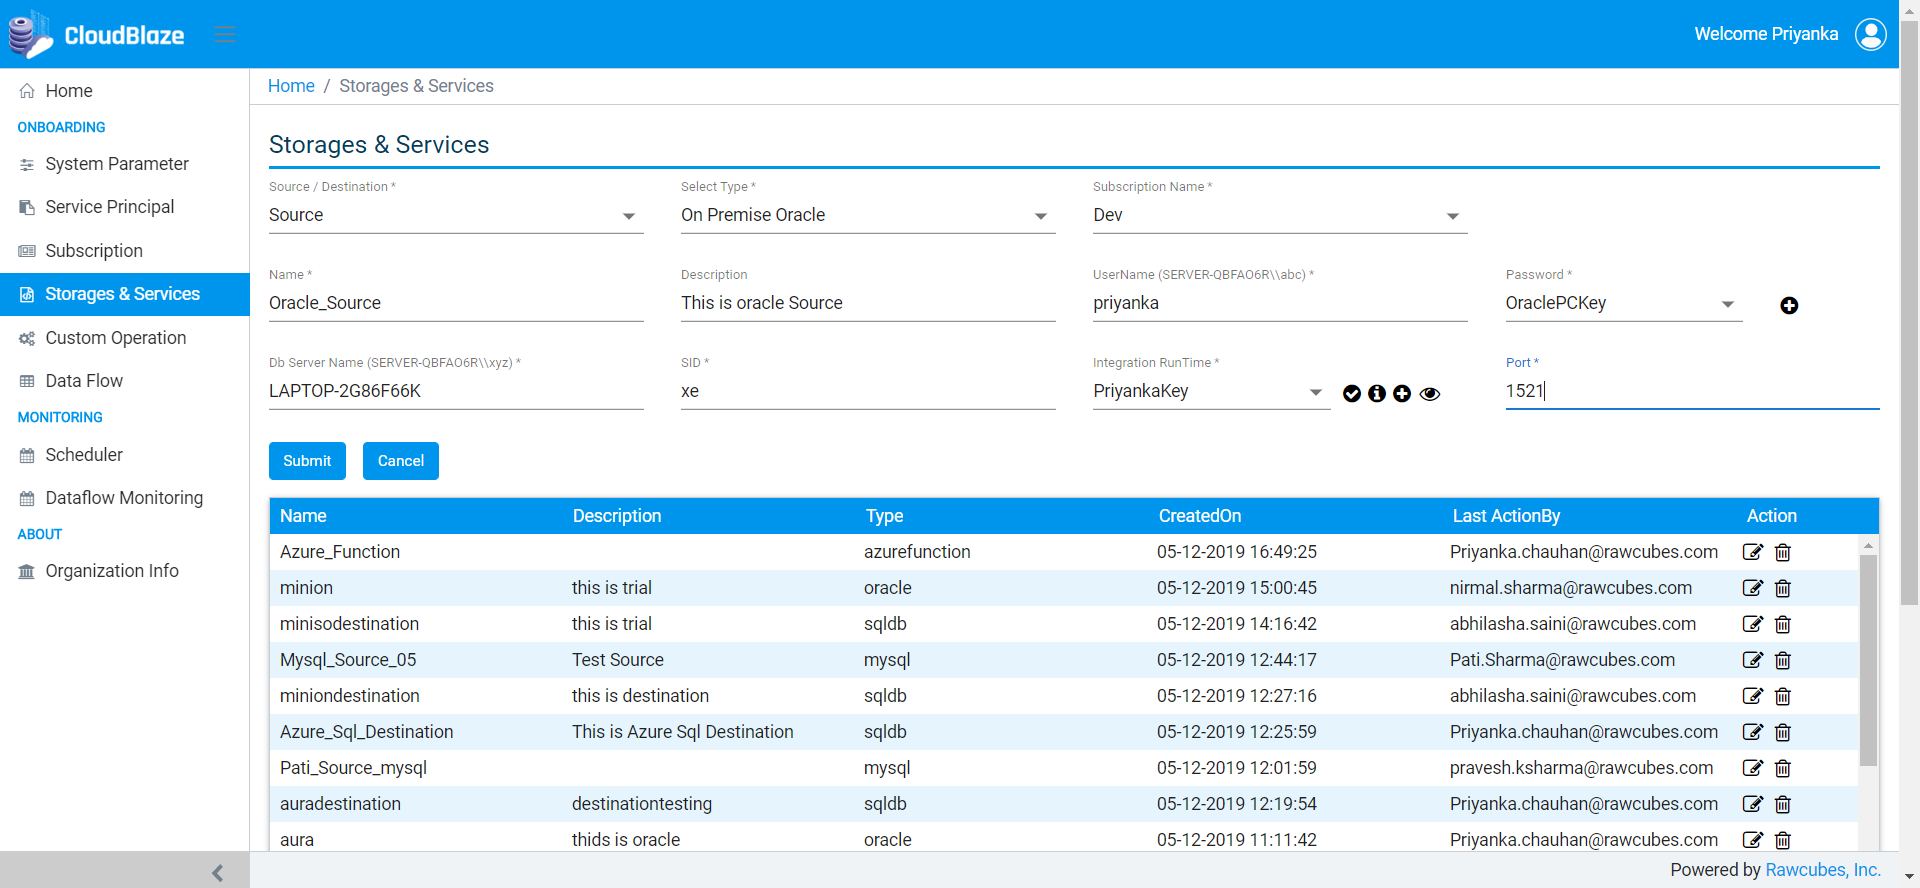 CloudBlaze
Welcome Priyanka
Home
ONBOARDING
System Parameter
Service Principal
Subscription
Storages & Services
Custom Operation
Data Flow
MONITORING
Scheduler
Dataflow Monitoring
ABOUT
Organization Info
Home / Storages & Services
Storages & Services
Source / Destination * Select Type * Subscription Name *
Source On Premise Oracle Dev
Name * Description UserName (SERVER-QBFAO6R\\abc) * Password *
Oracle_Source This is oracle Source priyanka OraclePCKey
Db Server Name (SERVER-QBFAO6R\\xyz) * SID * Integration RunTime * Port *
LAPTOP-2G86F66K xe PriyankaKey 1521
Submit Cancel
Name Description Type CreatedOn Last ActionBy Action
Azure_Function azurefunction 05-12-2019 16:49:25 Priyanka.chauhan@rawcubes.com
minion this is trial oracle 05-12-2019 15:00:45 nirmal.sharma@rawcubes.com
minisodestination this is trial sqldb 05-12-2019 14:16:42 abhilasha.saini@rawcubes.com
Mysql_Source_05 Test Source mysql 05-12-2019 12:44:17 Pati.Sharma@rawcubes.com
miniondestination this is destination sqldb 05-12-2019 12:27:16 abhilasha.saini@rawcubes.com
Azure_Sql_Destination This is Azure Sql Destination sqldb 05-12-2019 12:25:59 Priyanka.chauhan@rawcubes.com
Pati_Source_mysql mysql 05-12-2019 12:01:59 pravesh.ksharma@rawcubes.com
auradestination destinationtesting sqldb 05-12-2019 12:19:54 Priyanka.chauhan@rawcubes.com
aura thids is oracle oracle 05-12-2019 11:11:42 Priyanka.chauhan@rawcubes.com
Powered by Rawcubes, Inc.